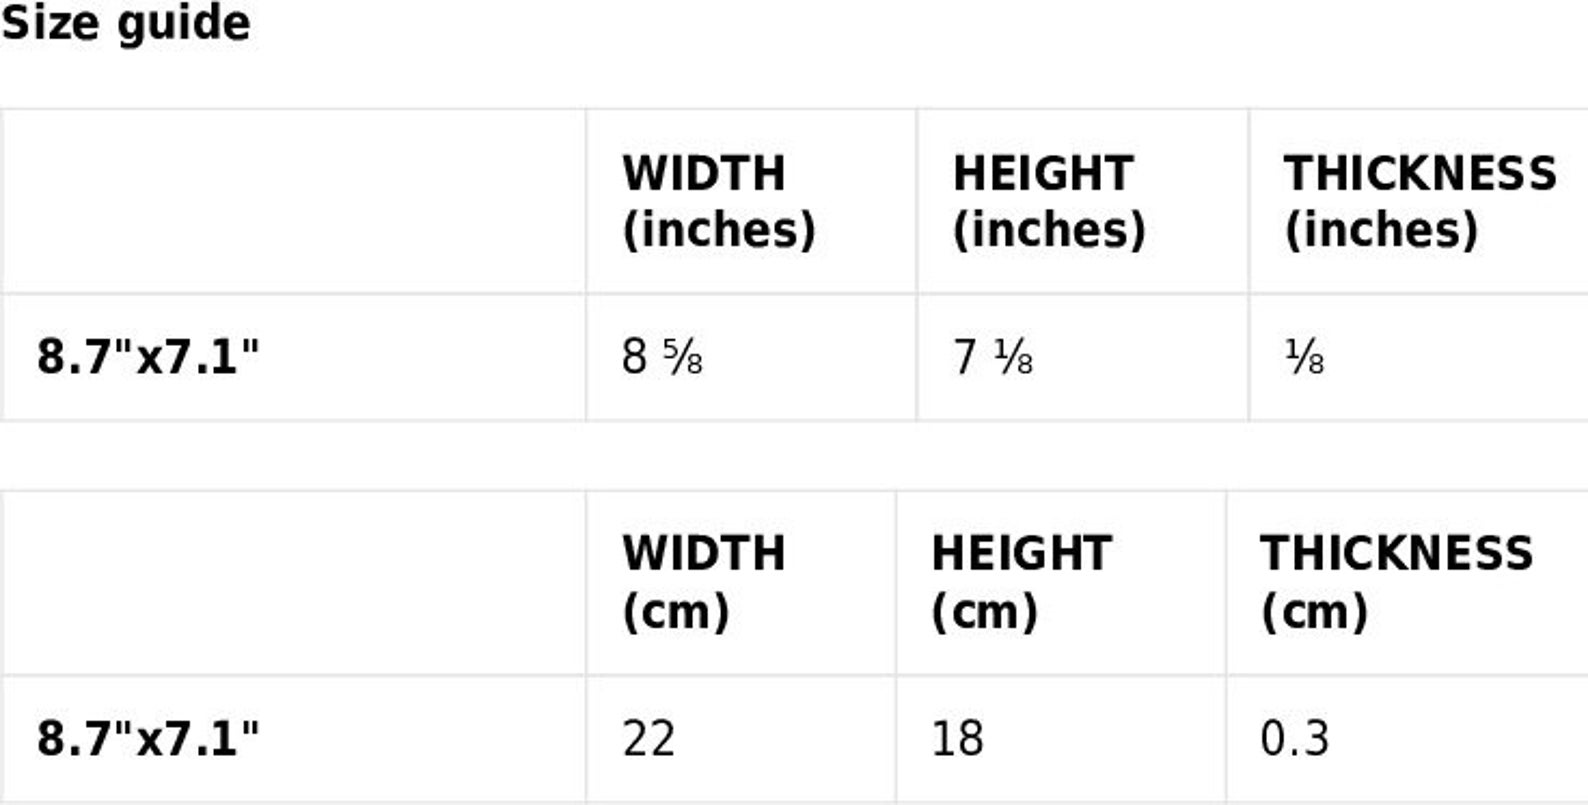 Size guide
WIDTH (inches) HEIGHT (inches) THICKNESS (inches)
8.7"x7.1" 8 ⅝ 7 ⅛ ⅛
WIDTH (cm) HEIGHT (cm) THICKNESS (cm)
8.7"x7.1" 22 18 0.3